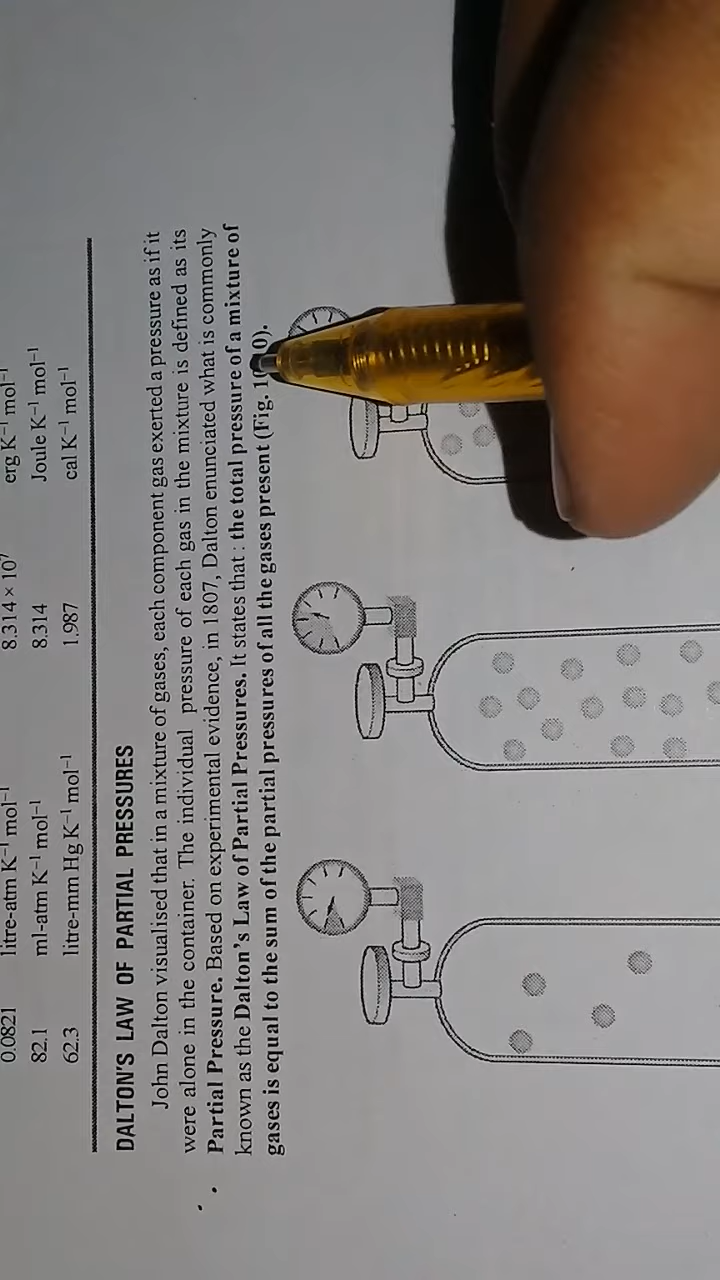 0.0821 litre-atm K⁻¹ mol⁻¹ 8.314 × 10⁷ erg K⁻¹ mol⁻¹
82.1 ml-atm K⁻¹ mol⁻¹ 8.314 Joule K⁻¹ mol⁻¹
62.3 litre-mm Hg K⁻¹ mol⁻¹ 1.987 cal K⁻¹ mol⁻¹
DALTON'S LAW OF PARTIAL PRESSURES
John Dalton visualised that in a mixture of gases, each component gas exerted a pressure as if it
were alone in the container. The individual pressure of each gas in the mixture is defined as its
Partial Pressure. Based on experimental evidence, in 1807, Dalton enunciated what is commonly
known as the Dalton's Law of Partial Pressures. It states that : the total pressure of a mixture of
gases is equal to the sum of the partial pressures of all the gases present (Fig.